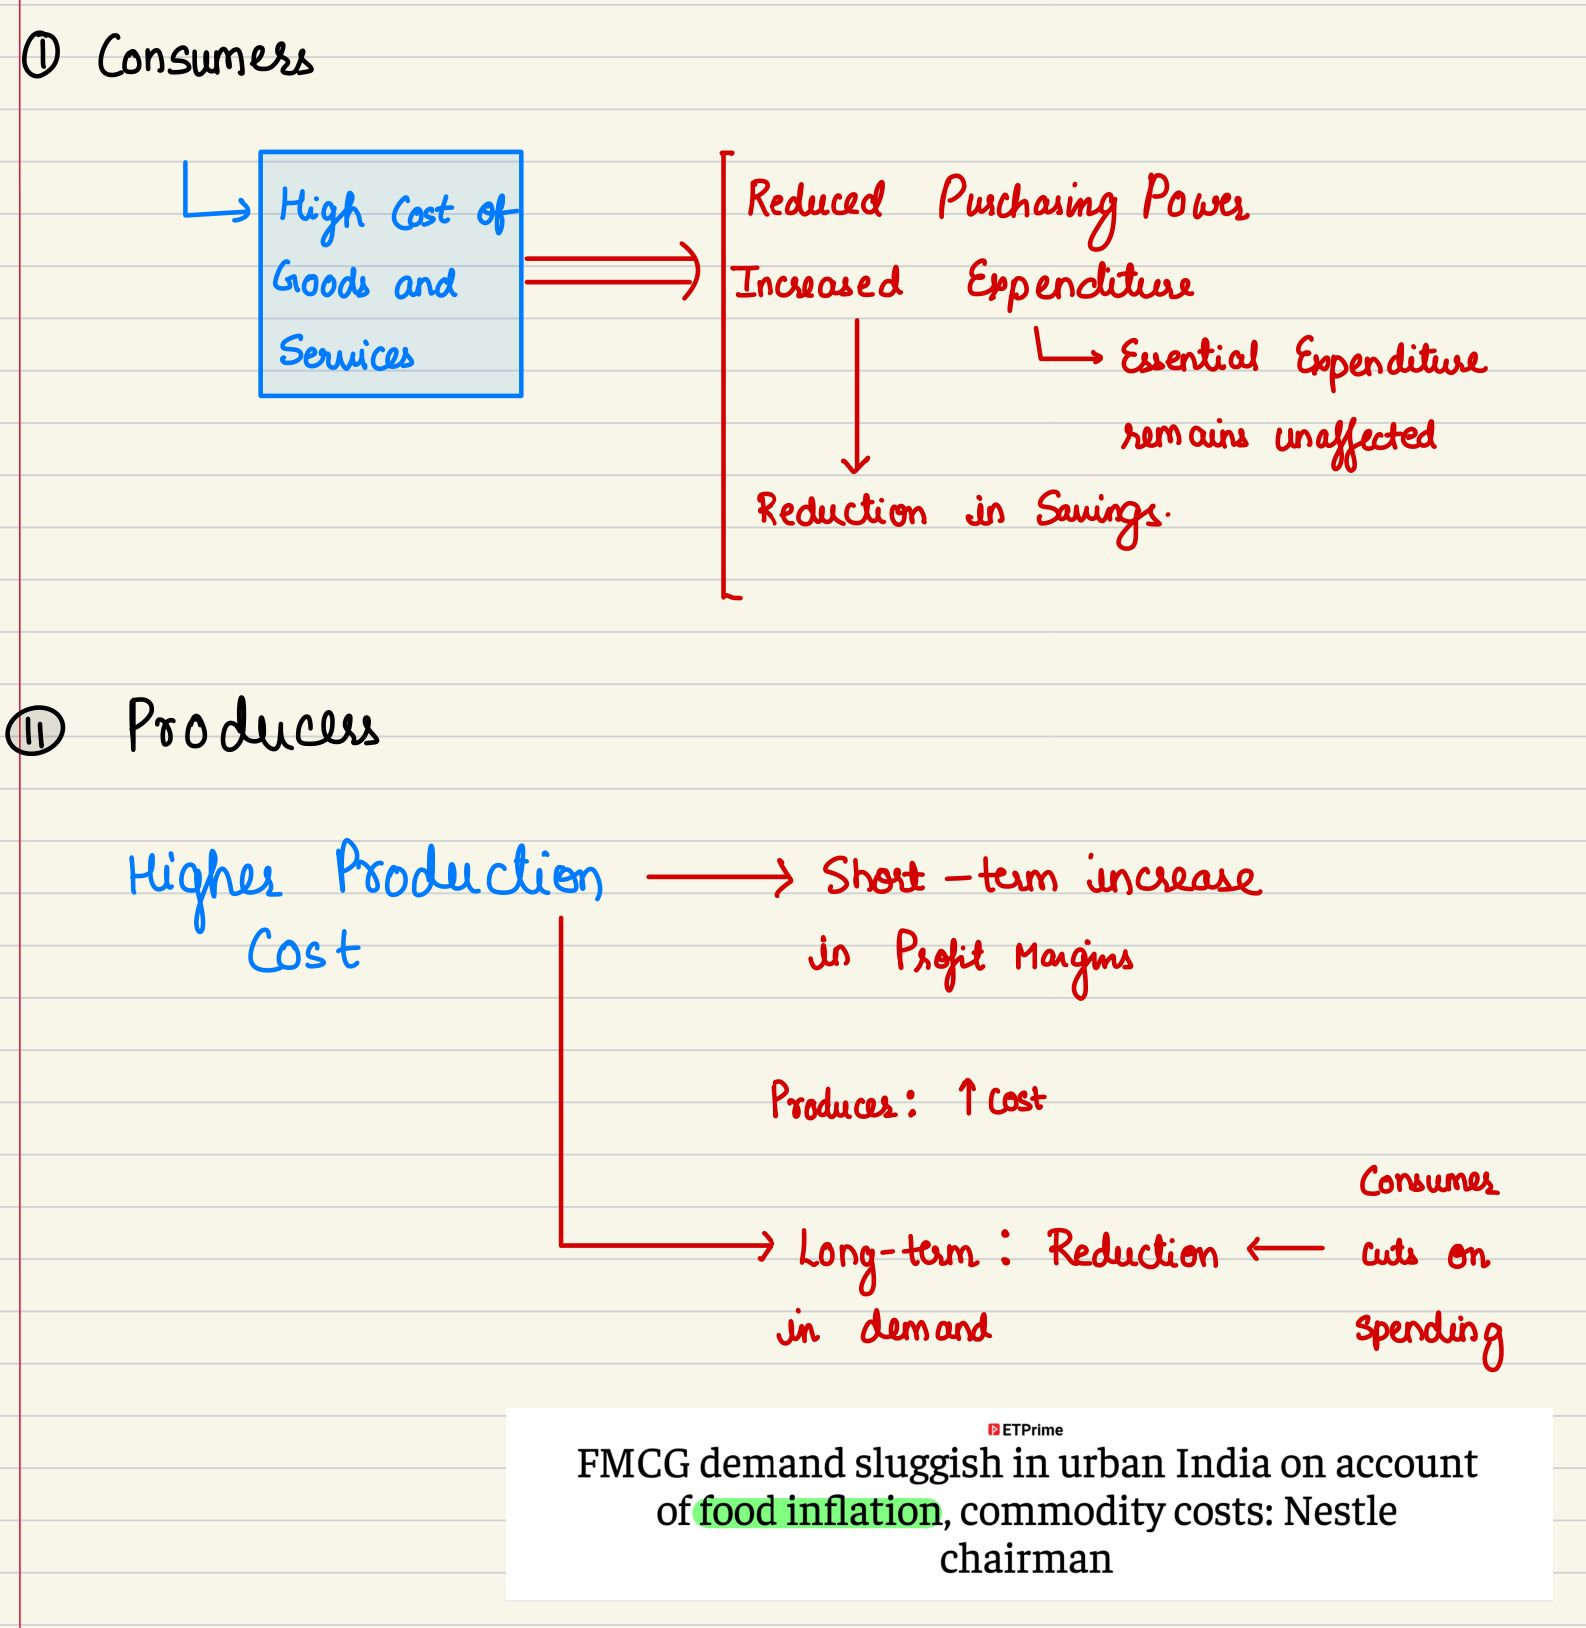 ① Consumers
High Cost of
Goods and
Services
Reduced Purchasing Power
Increased Expenditure
Essential Expenditure
remains unaffected
Reduction in Savings.
⑪ Producers
Higher Production
Cost
Short-term increase
in Profit Margins
Producer: ↑ cost
Long-term: Reduction
in demand
Consumer
cuts on
spending
ETPrime
FMCG demand sluggish in urban India on account
of food inflation, commodity costs: Nestle
chairman